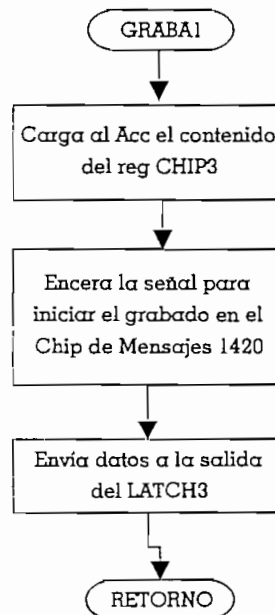 GRABA1
Carga al Acc el contenido
del reg CHIP3
Encera la señal para
iniciar el grabado en el
Chip de Mensajes 1420
Envía datos a la salida
del LATCH3
RETORNO